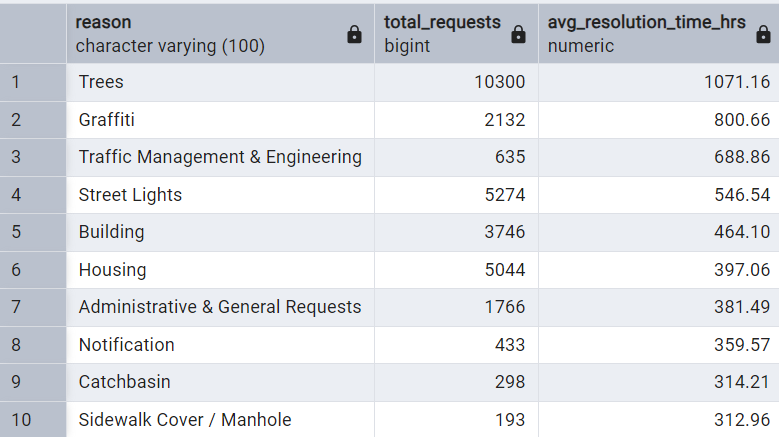 reason total_requests avg_resolution_time_hrs
character varying (100) bigint numeric
1 Trees 10300 1071.16
2 Graffiti 2132 800.66
3 Traffic Management & Engineering 635 688.86
4 Street Lights 5274 546.54
5 Building 3746 464.10
6 Housing 5044 397.06
7 Administrative & General Requests 1766 381.49
8 Notification 433 359.57
9 Catchbasin 298 314.21
10 Sidewalk Cover / Manhole 193 312.96